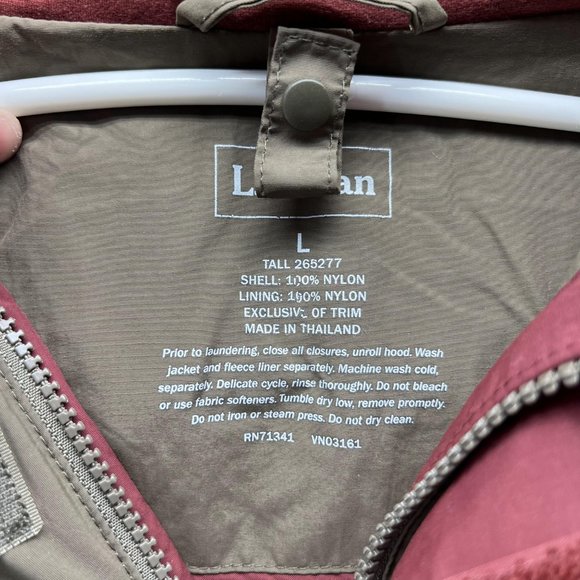 L
TALL 265277
SHELL: 100% NYLON
LINING: 100% NYLON
EXCLUSIVE OF TRIM
MADE IN THAILAND
Prior to laundering, close all closures, unroll hood. Wash
jacket and fleece liner separately. Machine wash cold,
separately. Delicate cycle, rinse thoroughly. Do not bleach
or use fabric softeners. Tumble dry low, remove promptly.
Do not iron or steam press. Do not dry clean.
RN71341 VN03161